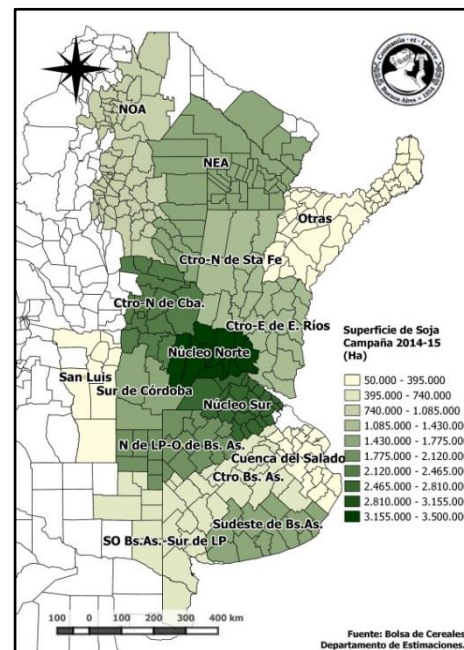 NOA
NEA
Otras
Ctro-N de Sta Fe
Ctro-N de Cba.
Ctro-E de E. Ríos
Núcleo Norte
San Luis
Sur de Córdoba
Núcleo Sur
N de LP-O de Bs. As.
Cuenca del Salado
Ctro Bs. As.
Sudeste de Bs.As.
SO Bs.As.-Sur de LP
Superficie de Soja
Campaña 2014-15
(Ha)
50.000 - 395.000
395.000 - 740.000
740.000 - 1.085.000
1.085.000 - 1.430.000
1.430.000 - 1.775.000
1.775.000 - 2.120.000
2.120.000 - 2.465.000
2.465.000 - 2.810.000
2.810.000 - 3.155.000
3.155.000 - 3.500.000
100 0 100 200 300 400 km
Fuente: Bolsa de Cereales
Departamento de Estimaciones.